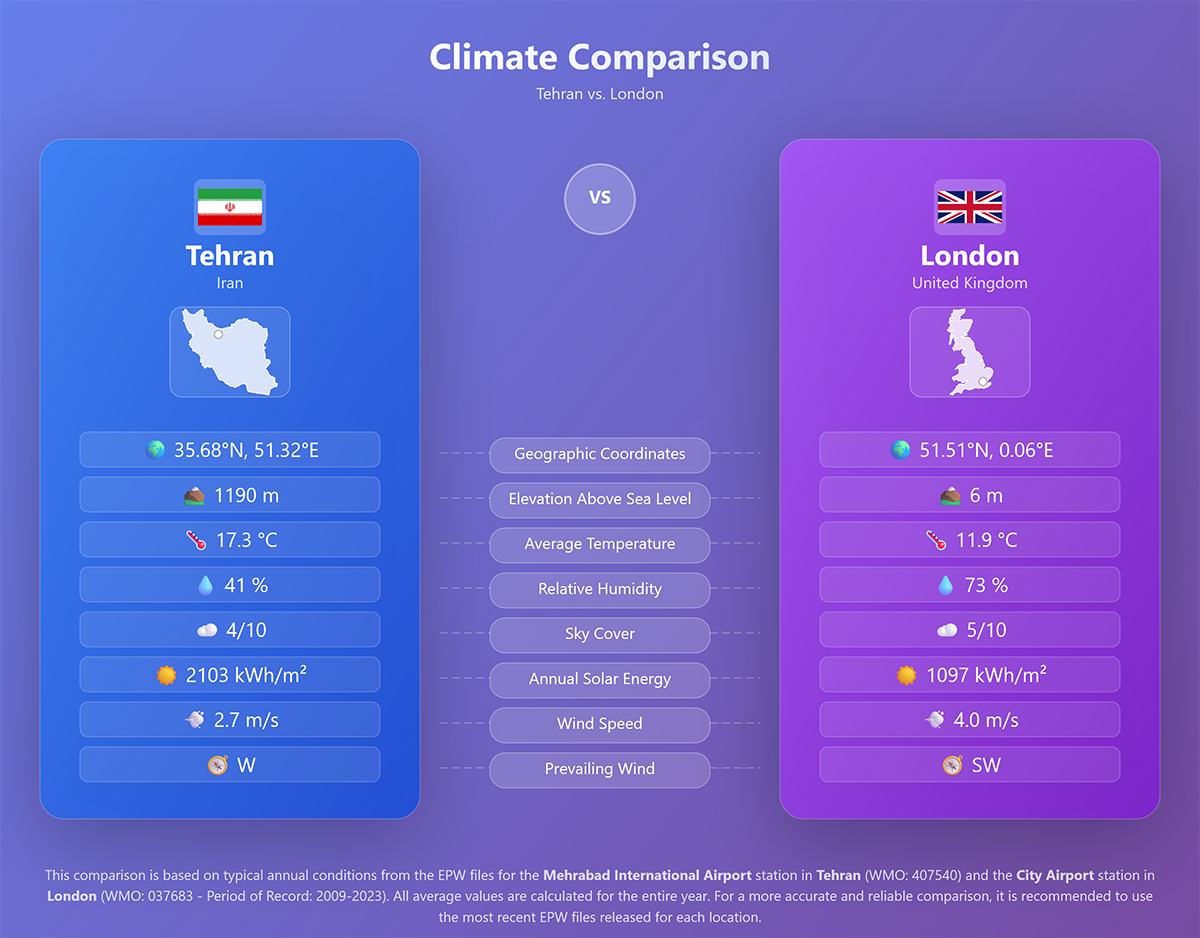 Climate Comparison
Tehran vs. London
VS
Tehran
Iran
35.68°N, 51.32°E
1190 m
17.3 °C
41 %
4/10
2103 kWh/m²
2.7 m/s
W
Geographic Coordinates
Elevation Above Sea Level
Average Temperature
Relative Humidity
Sky Cover
Annual Solar Energy
Wind Speed
Prevailing Wind
London
United Kingdom
51.51°N, 0.06°E
6 m
11.9 °C
73 %
5/10
1097 kWh/m²
4.0 m/s
SW
This comparison is based on typical annual conditions from the EPW files for the Mehrabad International Airport station in Tehran (WMO: 407540) and the City Airport station in
London (WMO: 037683 - Period of Record: 2009-2023). All average values are calculated for the entire year. For a more accurate and reliable comparison, it is recommended to use
the most recent EPW files released for each location.